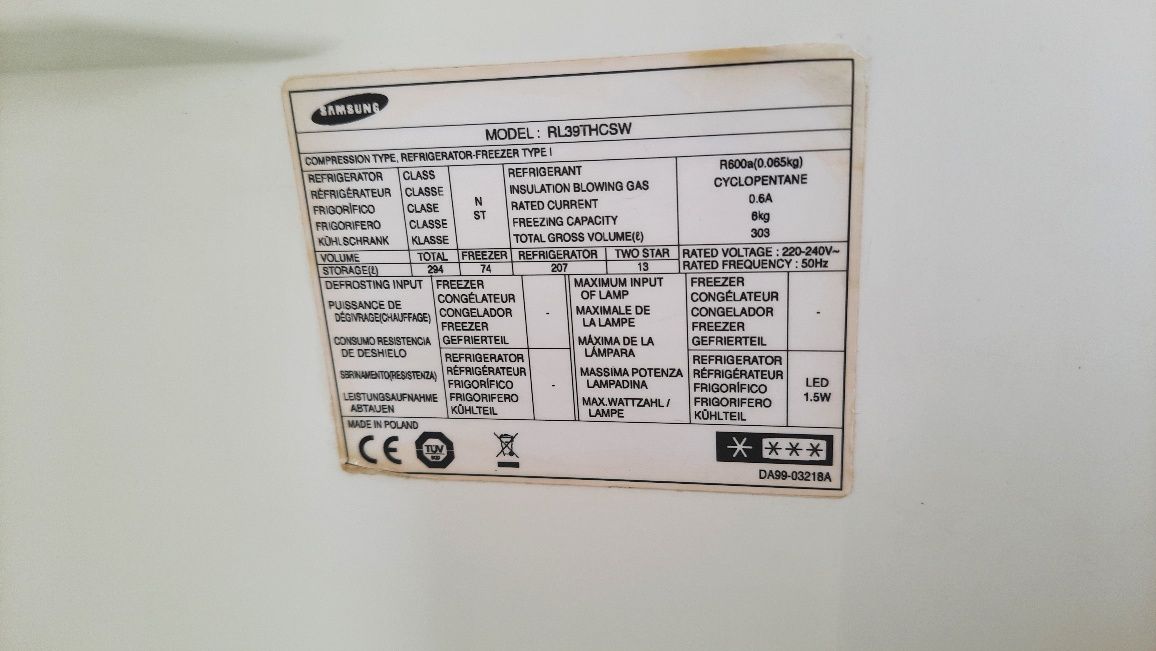 SAMSUNG
MODEL : RL39THCSW
COMPRESSION TYPE, REFRIGERATOR-FREEZER TYPE I
REFRIGERATOR CLASS
RÉFRIGÉRATEUR CLASSE
FRIGORÍFICO CLASE
FRIGORIFERO CLASSE
KÜHLSCHRANK KLASSE
N
ST
REFRIGERANT R600a(0.065kg)
INSULATION BLOWING GAS CYCLOPENTANE
RATED CURRENT 0.6A
FREEZING CAPACITY 6kg
TOTAL GROSS VOLUME(ℓ) 303
VOLUME TOTAL FREEZER REFRIGERATOR TWO STAR RATED VOLTAGE : 220-240V~
STORAGE(ℓ) 294 74 207 13 RATED FREQUENCY : 50Hz
DEFROSTING INPUT
PUISSANCE DE
DÉGIVRAGE(CHAUFFAGE)
CONSUMO RESISTENCIA
DE DESHIELO
SBRINAMENTO(RESISTENZA)
LEISTUNGSAUFNAHME
ABTAUEN
FREEZER
CONGÉLATEUR
CONGELADOR
FREEZER
GEFRIERTEIL
-
REFRIGERATOR
RÉFRIGÉRATEUR
FRIGORÍFICO
FRIGORIFERO
KÜHLTEIL
-
MAXIMUM INPUT
OF LAMP
MAXIMALE DE
LA LAMPE
MÁXIMA DE LA
LÁMPARA
MASSIMA POTENZA
LAMPADINA
MAX.WATTZAHL /
LAMPE
FREEZER
CONGÉLATEUR
CONGELADOR
FREEZER
GEFRIERTEIL
-
REFRIGERATOR
RÉFRIGÉRATEUR
FRIGORÍFICO
FRIGORIFERO
KÜHLTEIL
LED
1.5W
MADE IN POLAND
CE
TÜV
DA99-03218A